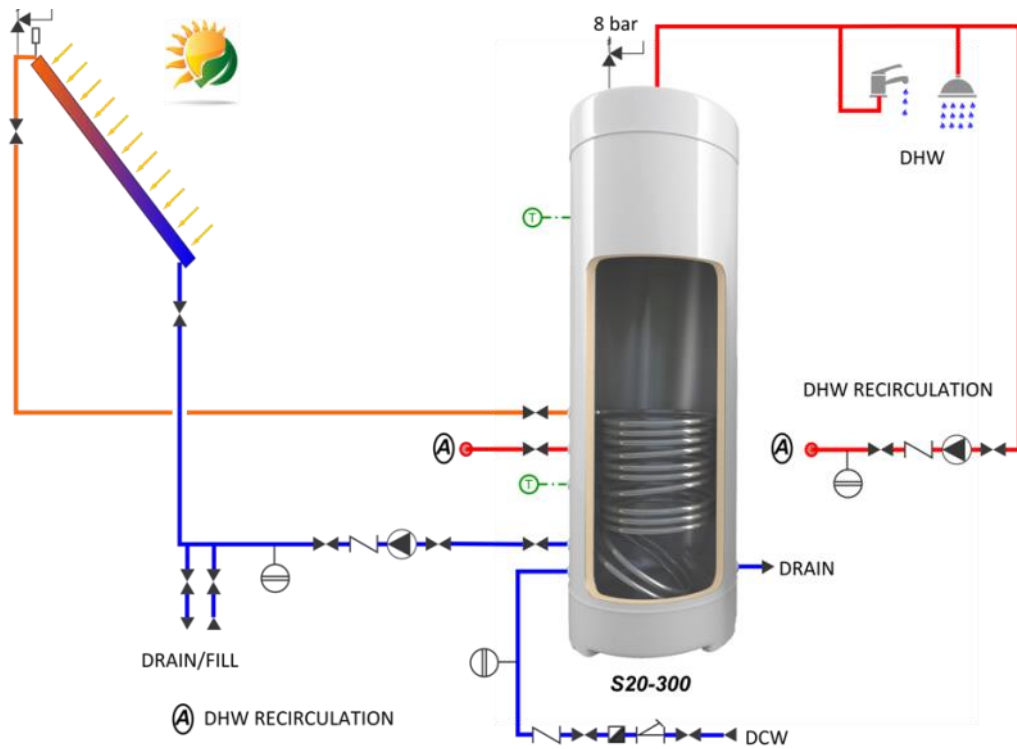 8 bar
DHW
T
DHW RECIRCULATION
A
A
T
DRAIN
DRAIN/FILL
S20-300
A DHW RECIRCULATION
DCW